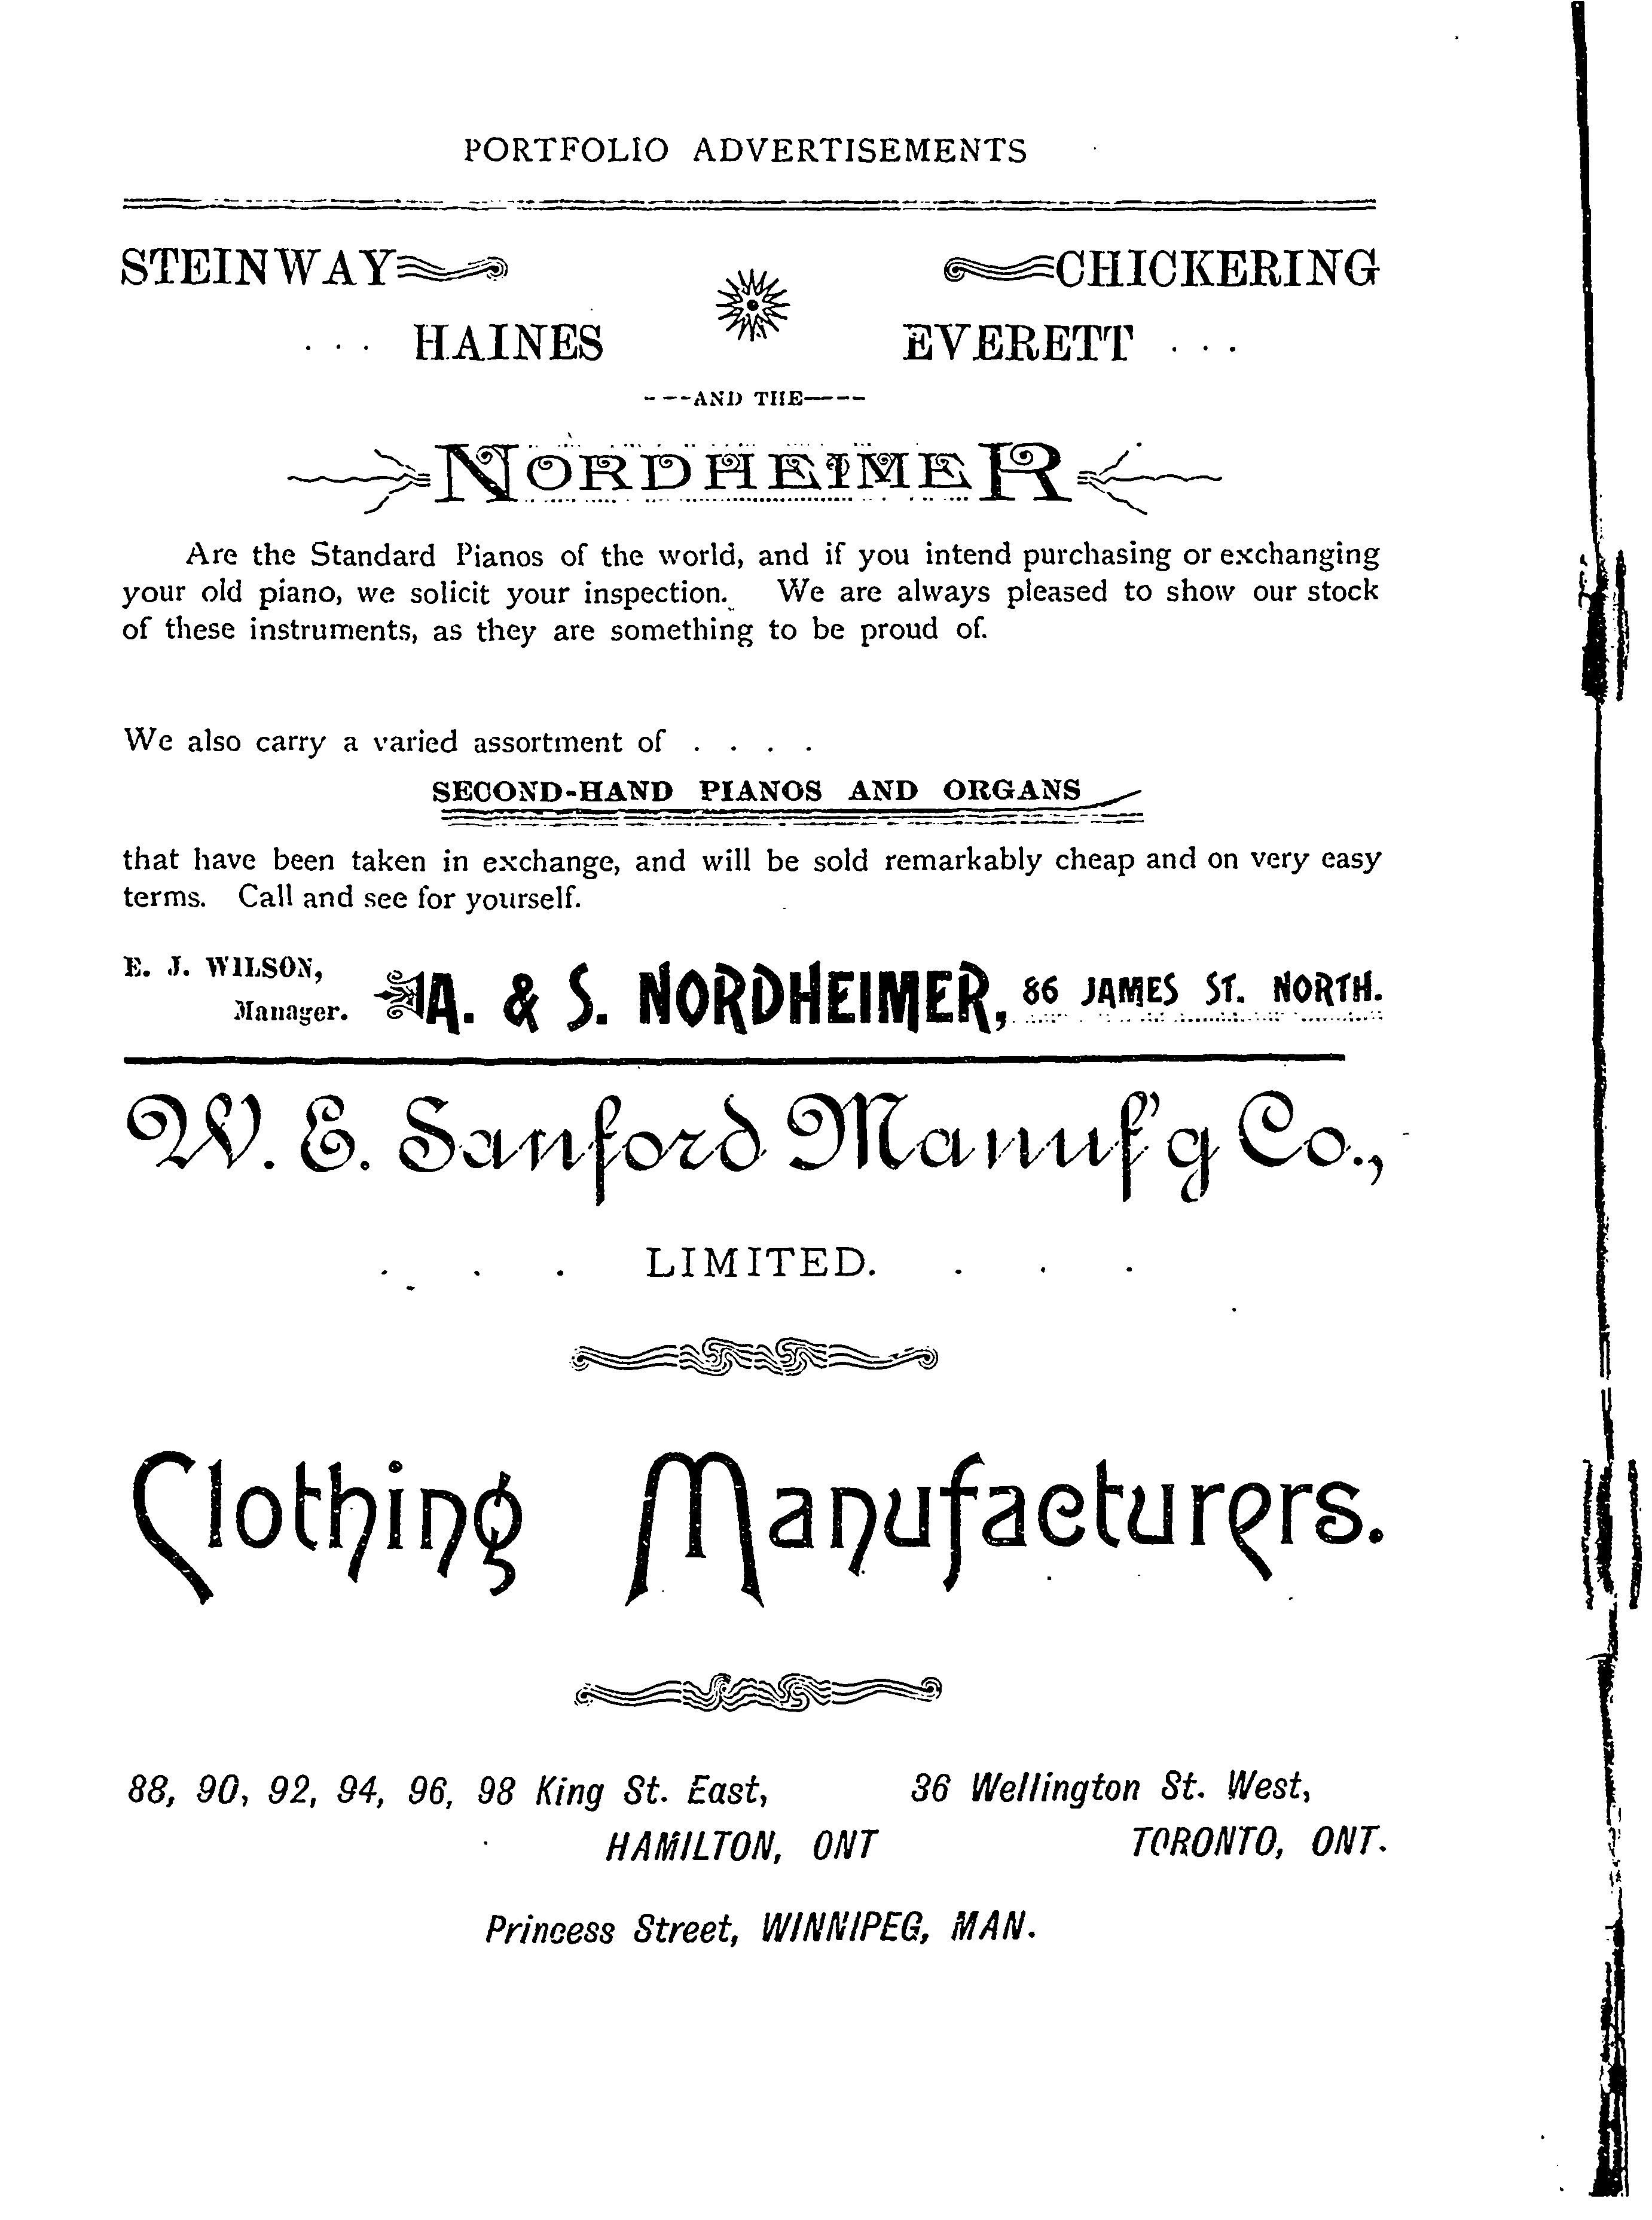 PORTFOLIO ADVERTISEMENTS
STEINWAY CHICKERING
... HAINES EVERETT ...
---AND THE---
NORDHEIMER
Are the Standard Pianos of the world, and if you intend purchasing or exchanging
your old piano, we solicit your inspection. We are always pleased to show our stock
of these instruments, as they are something to be proud of.
We also carry a varied assortment of . . . .
SECOND-HAND PIANOS AND ORGANS
that have been taken in exchange, and will be sold remarkably cheap and on very easy
terms. Call and see for yourself.
E. J. WILSON,
Manager.
A. & S. NORDHEIMER, 86 JAMES ST. NORTH.
W. E. Sanford Manuf'g Co.,
. . . LIMITED. . . .
Clothing Manufacturers.
88, 90, 92, 94, 96, 98 King St. East, 36 Wellington St. West,
HAMILTON, ONT TORONTO, ONT.
Princess Street, WINNIPEG, MAN.